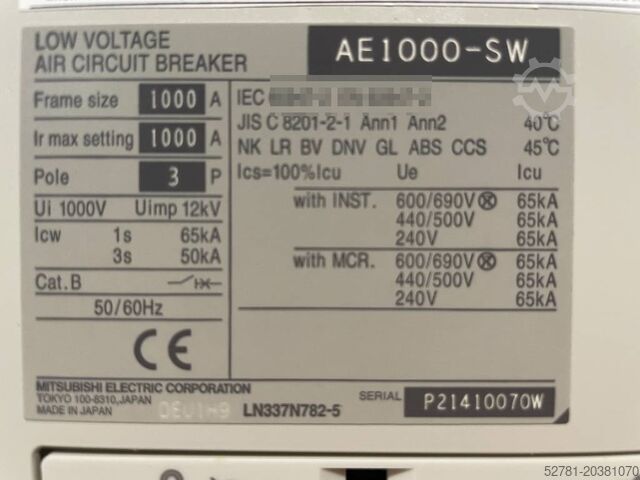 LOW VOLTAGE
AIR CIRCUIT BREAKER
AE1000-SW
Frame size 1000 A
Ir max setting 1000 A
Pole 3 P
Ui 1000V Uimp 12kV
Icw 1s 65kA
3s 50kA
Cat.B
50/60Hz
CE
IEC
JIS C 8201-2-1 Ann1 Ann2 40℃
NK LR BV DNV GL ABS CCS 45℃
Ics=100%Icu Ue Icu
with INST. 600/690V 65kA
440/500V 65kA
240V 65kA
with MCR. 600/690V 65kA
440/500V 65kA
240V 65kA
MITSUBISHI ELECTRIC CORPORATION
TOKYO 100-8310,JAPAN
MADE IN JAPAN
LN337N782-5
SERIAL P21410070W
Machineseeker
52781-20381070